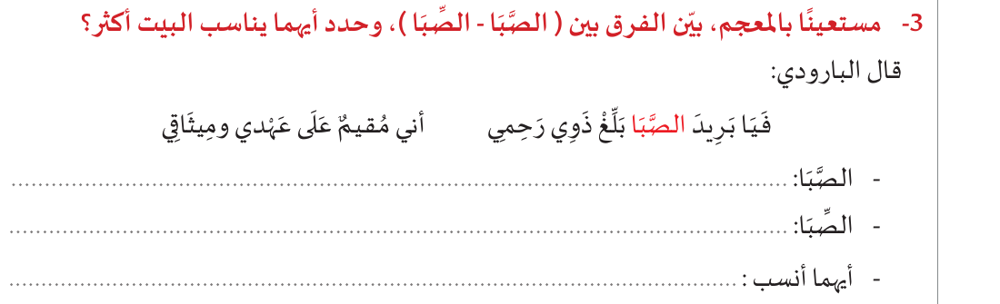 3- مستعينًا بالمعجم، بيّن الفرق بين ( الصَّبَا - الصِّبَا )، وحدد أيهما يناسب البيت أكثر؟
قال البارودي:
فَيَا بَرِيدَ الصَّبَا بَلِّغْ ذَوِي رَحِمِي أني مُقيمٌ عَلَى عَهْدي ومِيثَاقِي
- الصَّبَا: ........................................
- الصِّبَا: ........................................
- أيهما أنسب : ........................................